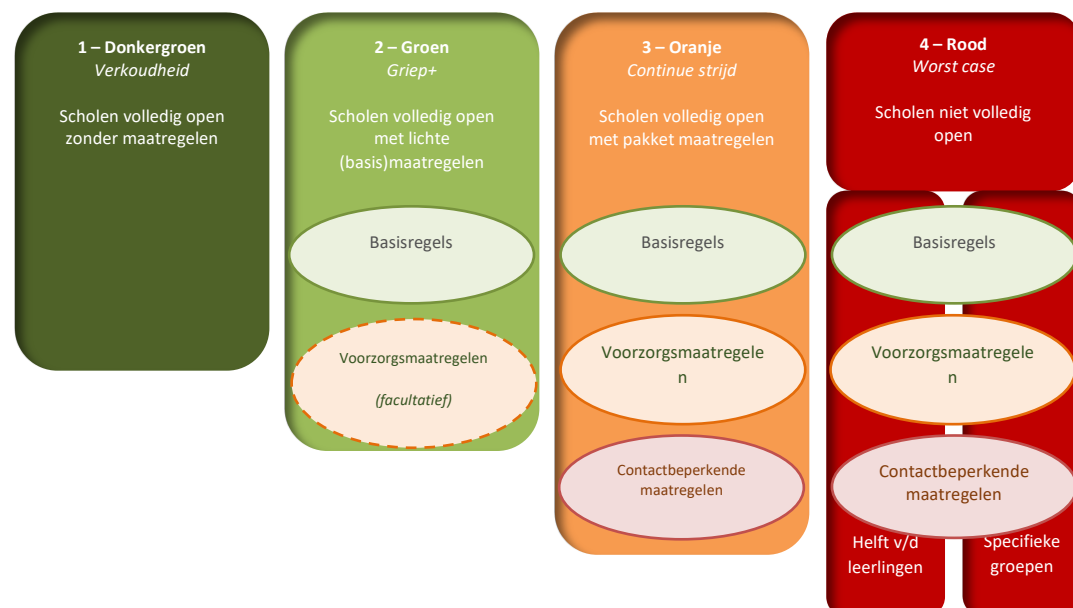 1 – Donkergroen
Verkoudheid
Scholen volledig open
zonder maatregelen
2 – Groen
Griep+
Scholen volledig open
met lichte
(basis)maatregelen
Basisregels
Voorzorgsmaatregelen
(facultatief)
3 – Oranje
Continue strijd
Scholen volledig open
met pakket maatregelen
Basisregels
Voorzorgsmaatregele
n
Contactbeperkende
maatregelen
4 – Rood
Worst case
Scholen niet volledig
open
Basisregels
Voorzorgsmaatregele
n
Contactbeperkende
maatregelen
Helft v/d
leerlingen
Specifieke
groepen